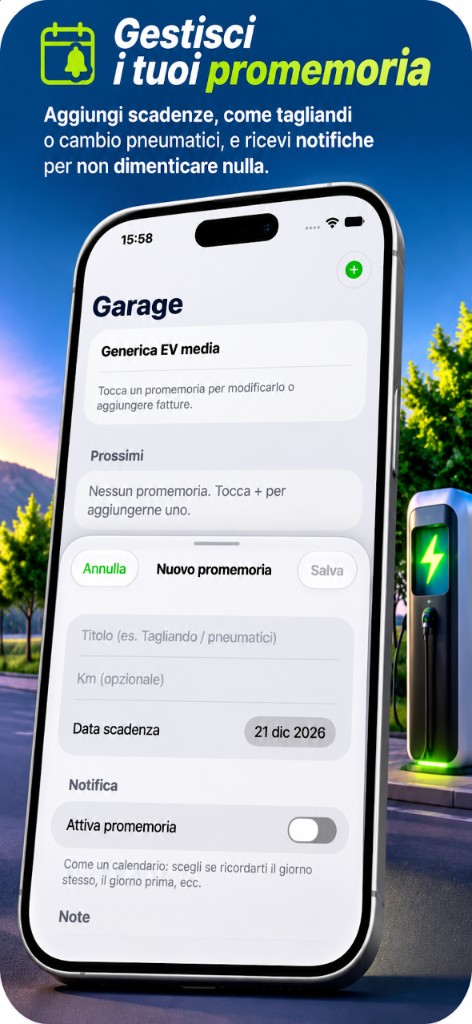 Gestisci
i tuoi promemoria
Aggiungi scadenze, come tagliandi
o cambio pneumatici, e ricevi notifiche
per non dimenticare nulla.
15:58
Garage
Generica EV media
Tocca un promemoria per modificarlo o
aggiungere fatture.
Prossimi
Nessun promemoria. Tocca + per
aggiungerne uno.
Annulla Nuovo promemoria Salva
Titolo (es. Tagliando / pneumatici)
Km (opzionale)
Data scadenza 21 dic 2026
Notifica
Attiva promemoria
Come un calendario: scegli se ricordarti il giorno
stesso, il giorno prima, ecc.
Note